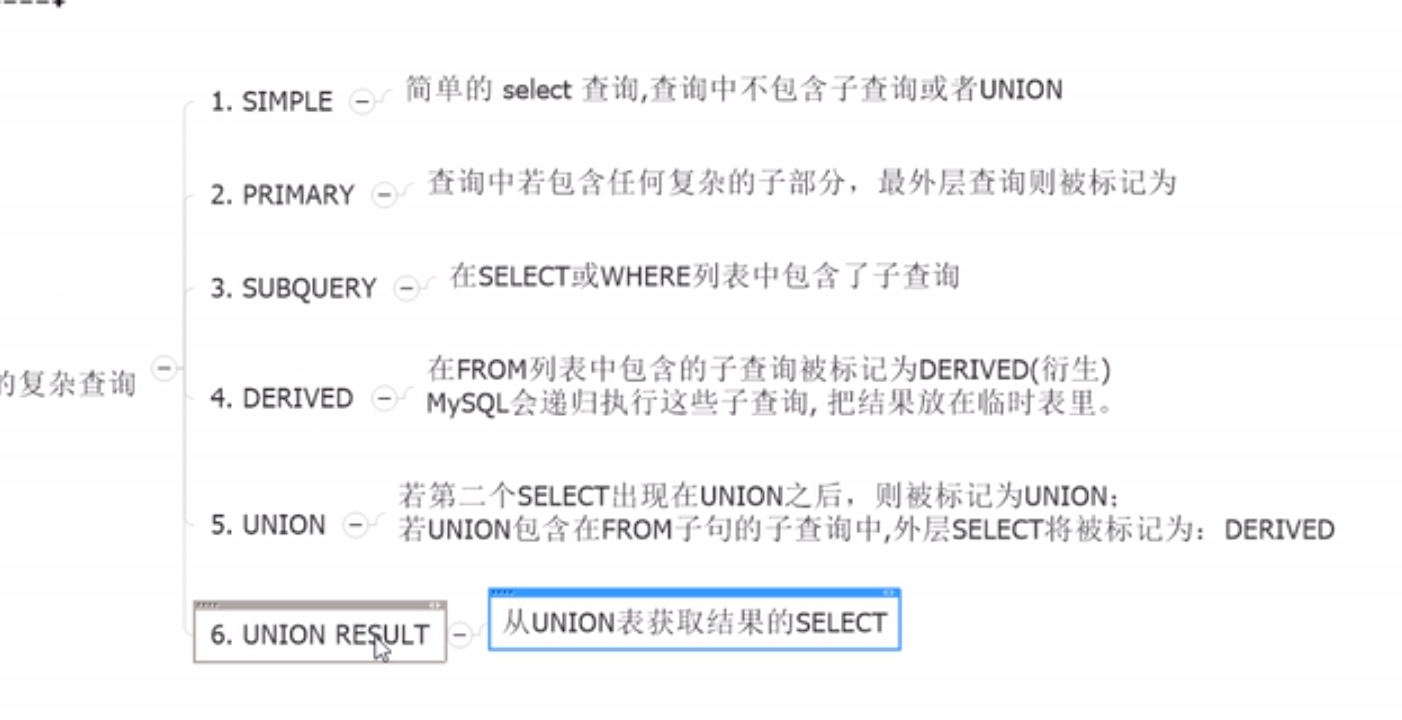 1. SIMPLE
简单的 select 查询,查询中不包含子查询或者UNION
2. PRIMARY
查询中若包含任何复杂的子部分，最外层查询则被标记为
3. SUBQUERY
在SELECT或WHERE列表中包含了子查询
的复杂查询
4. DERIVED
在FROM列表中包含的子查询被标记为DERIVED(衍生)
MySQL会递归执行这些子查询, 把结果放在临时表里。
5. UNION
若第二个SELECT出现在UNION之后，则被标记为UNION；
若UNION包含在FROM子句的子查询中,外层SELECT将被标记为：DERIVED
6. UNION RESULT
从UNION表获取结果的SELECT